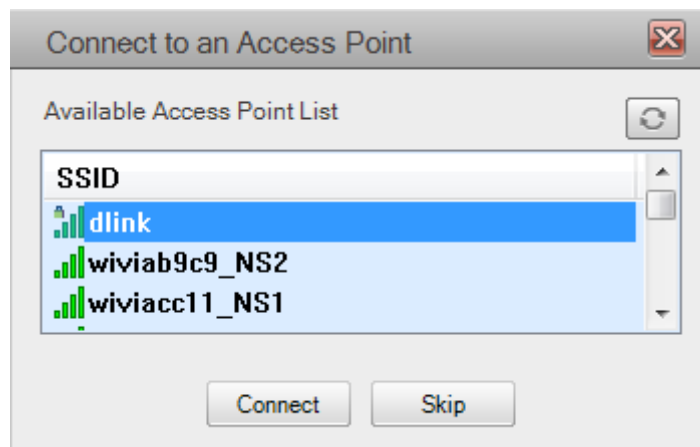 Connect to an Access Point
Available Access Point List
SSID
dlink
wiviab9c9_NS2
wiviacc11_NS1
Connect Skip